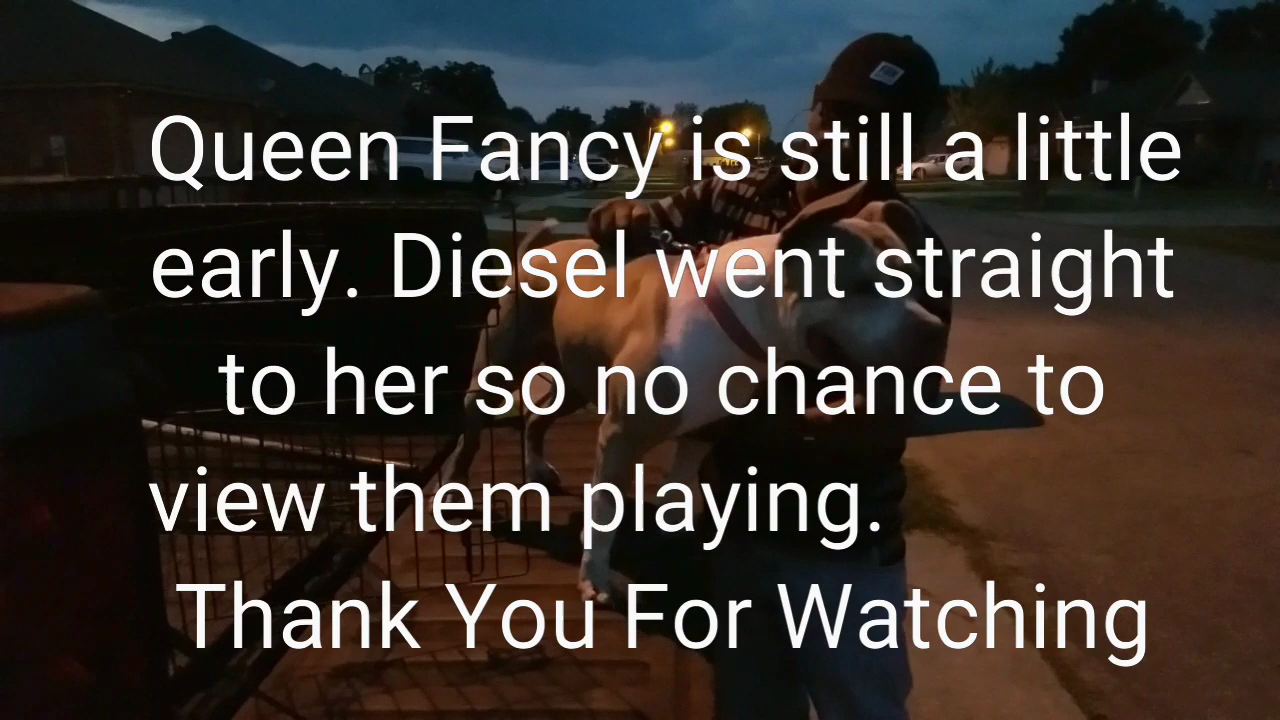 Queen Fancy is still a little
early. Diesel went straight
to her so no chance to
view them playing.
Thank You For Watching